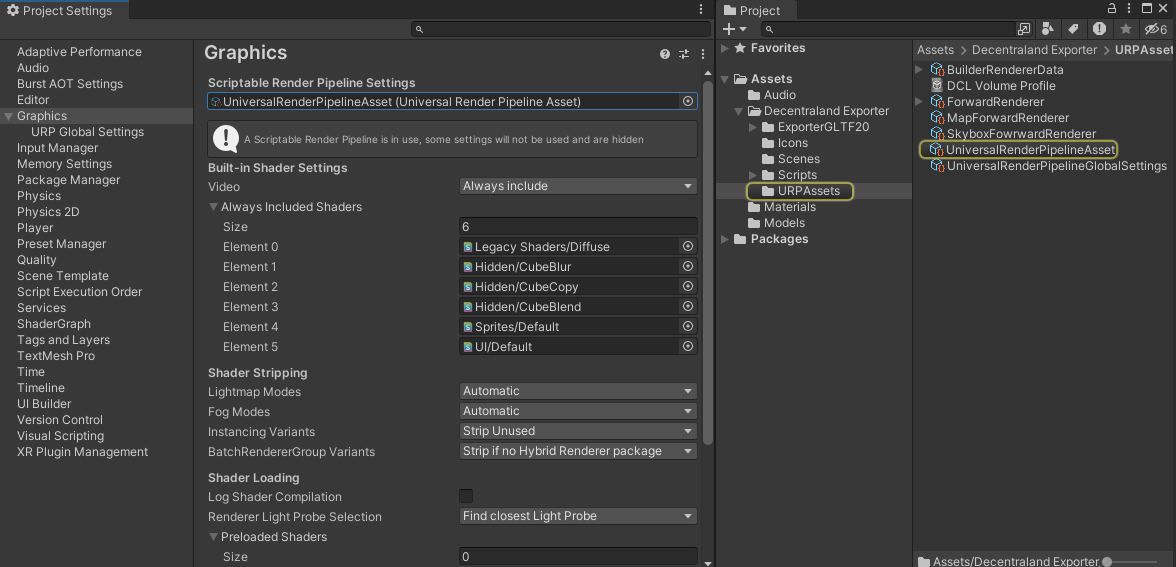 Project Settings
Adaptive Performance
Audio
Burst AOT Settings
Editor
Graphics
URP Global Settings
Input Manager
Memory Settings
Package Manager
Physics
Physics 2D
Player
Preset Manager
Quality
Scene Template
Script Execution Order
Services
ShaderGraph
Tags and Layers
TextMesh Pro
Time
Timeline
UI Builder
Version Control
Visual Scripting
XR Plugin Management
Graphics
Scriptable Render Pipeline Settings
UniversalRenderPipelineAsset (Universal Render Pipeline Asset)
A Scriptable Render Pipeline is in use, some settings will not be used and are hidden
Built-in Shader Settings
Video Always include
Always Included Shaders
Size 6
Element 0 Legacy Shaders/Diffuse
Element 1 Hidden/CubeBlur
Element 2 Hidden/CubeCopy
Element 3 Hidden/CubeBlend
Element 4 Sprites/Default
Element 5 UI/Default
Shader Stripping
Lightmap Modes Automatic
Fog Modes Automatic
Instancing Variants Strip Unused
BatchRendererGroup Variants Strip if no Hybrid Renderer package
Shader Loading
Log Shader Compilation
Renderer Light Probe Selection Find closest Light Probe
Preloaded Shaders
Size 0
Project
6
Favorites
Assets
Audio
Decentraland Exporter
ExporterGLTF20
Icons
Scenes
Scripts
URPAssets
Materials
Models
Packages
Assets > Decentraland Exporter > URPAsset
BuilderRendererData
DCL Volume Profile
ForwardRenderer
MapForwardRenderer
SkyboxFowrwardRenderer
UniversalRenderPipelineAsset
UniversalRenderPipelineGlobalSettings
Assets/Decentraland Exporter